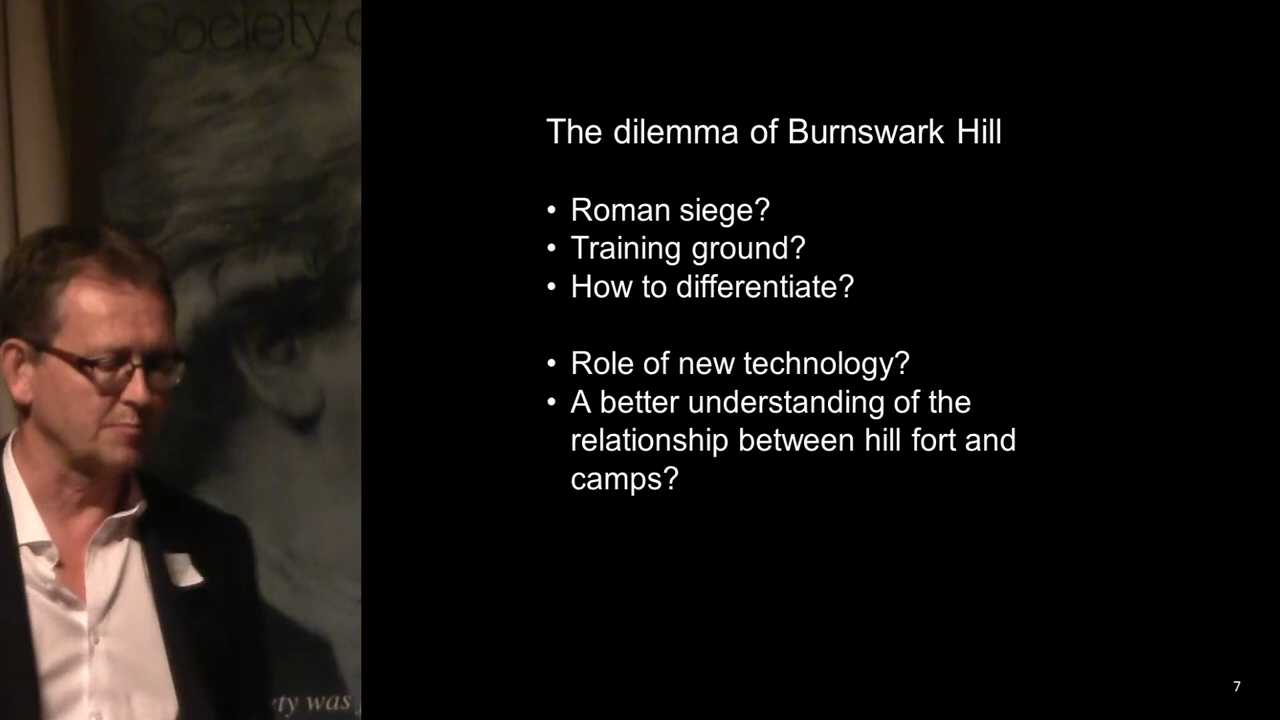 Society
The dilemma of Burnswark Hill
• Roman siege?
• Training ground?
• How to differentiate?
• Role of new technology?
• A better understanding of the
relationship between hill fort and
camps?
was
7